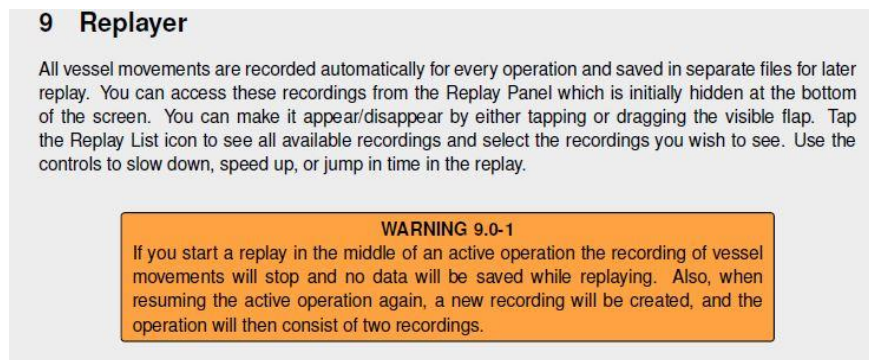 9 Replayer
All vessel movements are recorded automatically for every operation and saved in separate files for later
replay. You can access these recordings from the Replay Panel which is initially hidden at the bottom
of the screen. You can make it appear/disappear by either tapping or dragging the visible flap. Tap
the Replay List icon to see all available recordings and select the recordings you wish to see. Use the
controls to slow down, speed up, or jump in time in the replay.
WARNING 9.0-1
If you start a replay in the middle of an active operation the recording of vessel
movements will stop and no data will be saved while replaying. Also, when
resuming the active operation again, a new recording will be created, and the
operation will then consist of two recordings.